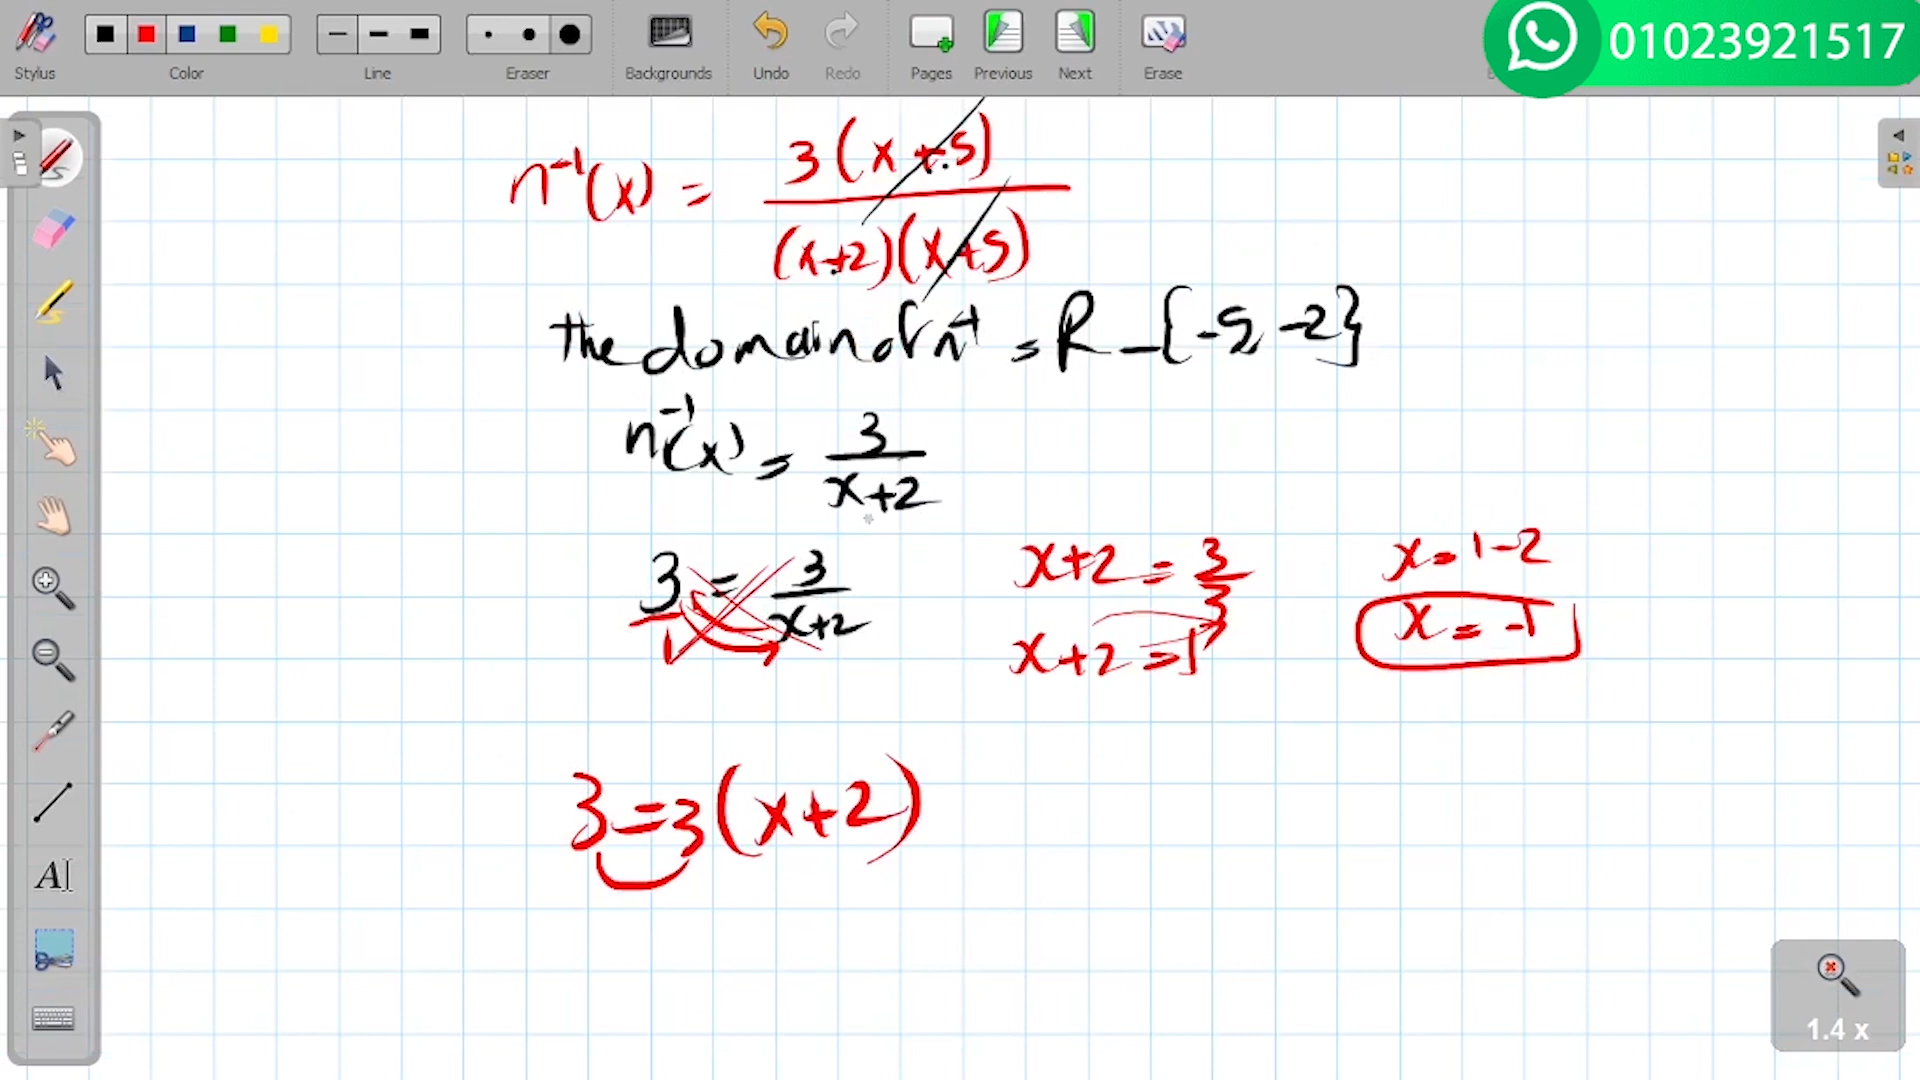 Stylus
Color
Line
Eraser
Backgrounds
Undo
Redo
Pages
Previous
Next
Erase
01023921517
n⁻¹(x) = 3(x+5) / (x+2)(x+5)
the domain of n⁻¹ = R - {-5, -2}
n⁻¹(x) = 3 / x+2
3/1 = 3 / x+2
x+2 = 3/3
x+2 = 1
x = 1-2
x = -1
3 = 3(x+2)
A
1.4 x